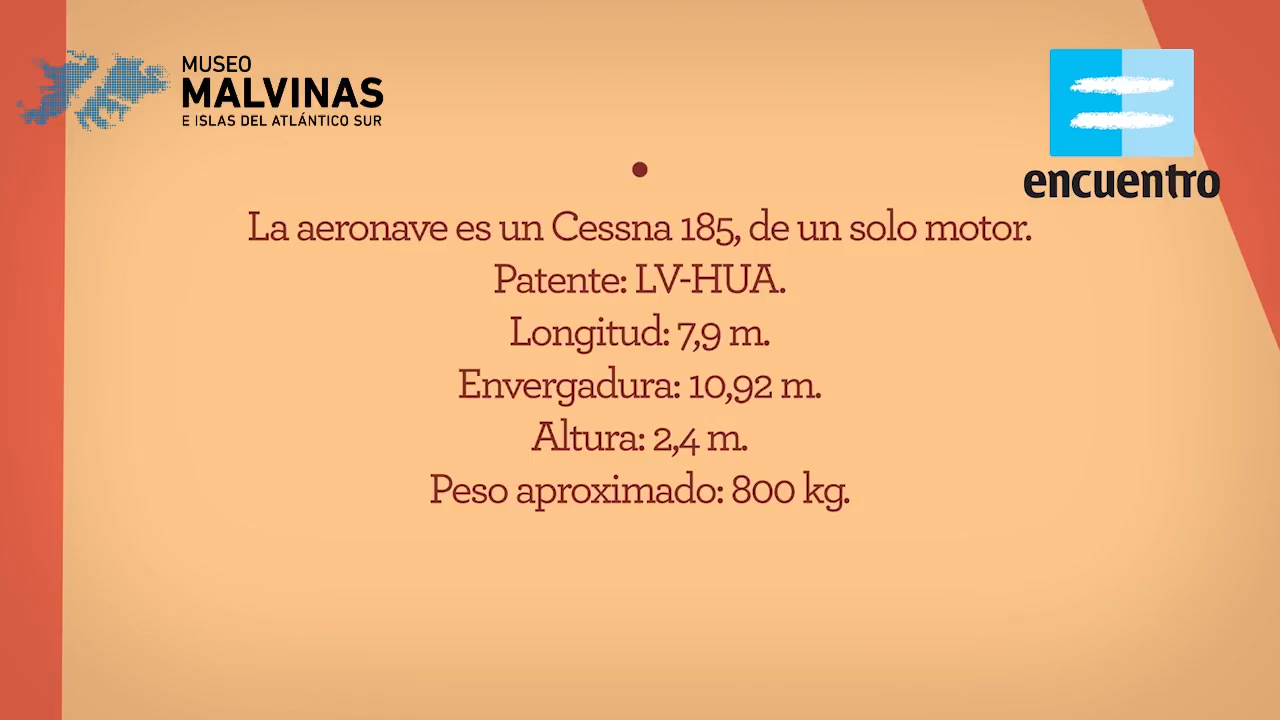 MUSEO
MALVINAS
E ISLAS DEL ATLÁNTICO SUR
encuentro
La aeronave es un Cessna 185, de un solo motor.
Patente: LV-HUA.
Longitud: 7,9 m.
Envergadura: 10,92 m.
Altura: 2,4 m.
Peso aproximado: 800 kg.